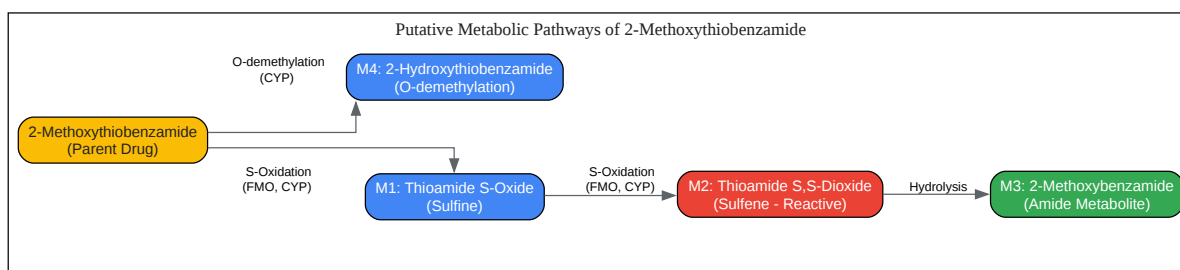 Putative Metabolic Pathways of 2-Methoxythiobenzamide
O-demethylation
(CYP)
M4: 2-Hydroxythiobenzamide
(O-demethylation)
2-Methoxythiobenzamide
(Parent Drug)
S-Oxidation
(FMO, CYP)
M1: Thioamide S-Oxide
(Sulfine)
S-Oxidation
(FMO, CYP)
M2: Thioamide S,S-Dioxide
(Sulfene - Reactive)
Hydrolysis
M3: 2-Methoxybenzamide
(Amide Metabolite)